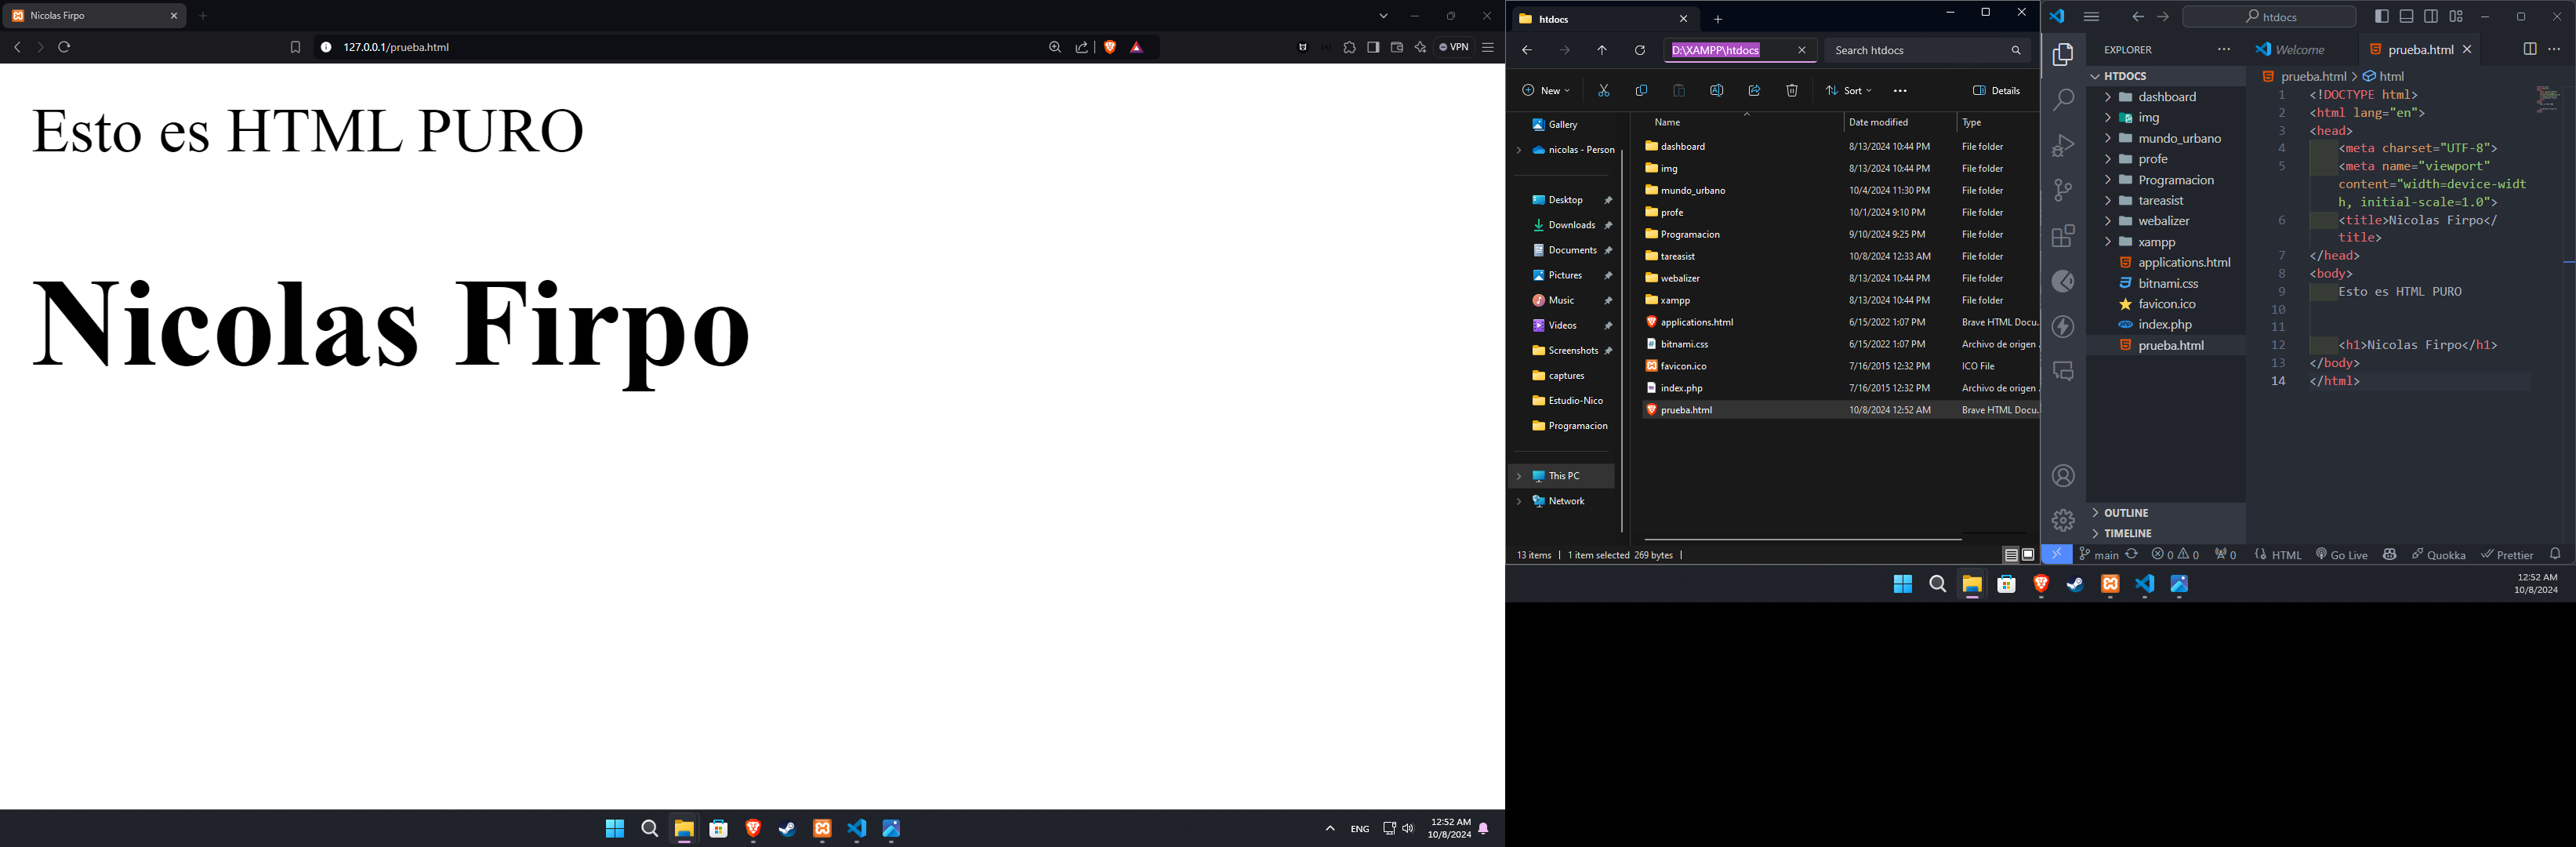 Nicolas Firpo
127.0.0.1/prueba.html
VPN
Esto es HTML PURO
Nicolas Firpo
ENG
12:52 AM
10/8/2024
htdocs
D:\XAMPP\htdocs
Search htdocs
New
Sort
Details
Gallery
nicolas - Person
Desktop
Downloads
Documents
Pictures
Music
Videos
Screenshots
captures
Estudio-Nico
Programacion
This PC
Network
Name Date modified Type
dashboard 8/13/2024 10:44 PM File folder
img 8/13/2024 10:44 PM File folder
mundo_urbano 10/4/2024 11:30 PM File folder
profe 10/1/2024 9:10 PM File folder
Programacion 9/10/2024 9:25 PM File folder
tareasist 10/8/2024 12:33 AM File folder
webalizer 8/13/2024 10:44 PM File folder
xampp 8/13/2024 10:44 PM File folder
applications.html 6/15/2022 1:07 PM Brave HTML Docu...
bitnami.css 6/15/2022 1:07 PM Archivo de origen ...
favicon.ico 7/16/2015 12:32 PM ICO File
index.php 7/16/2015 12:32 PM Archivo de origen ...
prueba.html 10/8/2024 12:52 AM Brave HTML Docu...
13 items 1 item selected 269 bytes
htdocs
EXPLORER
HTDOCS
dashboard
img
mundo_urbano
profe
Programacion
tareasist
webalizer
xampp
applications.html
bitnami.css
favicon.ico
index.php
prueba.html
OUTLINE
TIMELINE
Welcome
prueba.html
prueba.html > html
1 <!DOCTYPE html>
2 <html lang="en">
3 <head>
4 <meta charset="UTF-8">
5 <meta name="viewport"
content="width=device-widt
h, initial-scale=1.0">
6 <title>Nicolas Firpo</
title>
7 </head>
8 <body>
9 Esto es HTML PURO
10
11
12 <h1>Nicolas Firpo</h1>
13 </body>
14 </html>
main 0 0 0 HTML Go Live Quokka Prettier
12:52 AM
10/8/2024